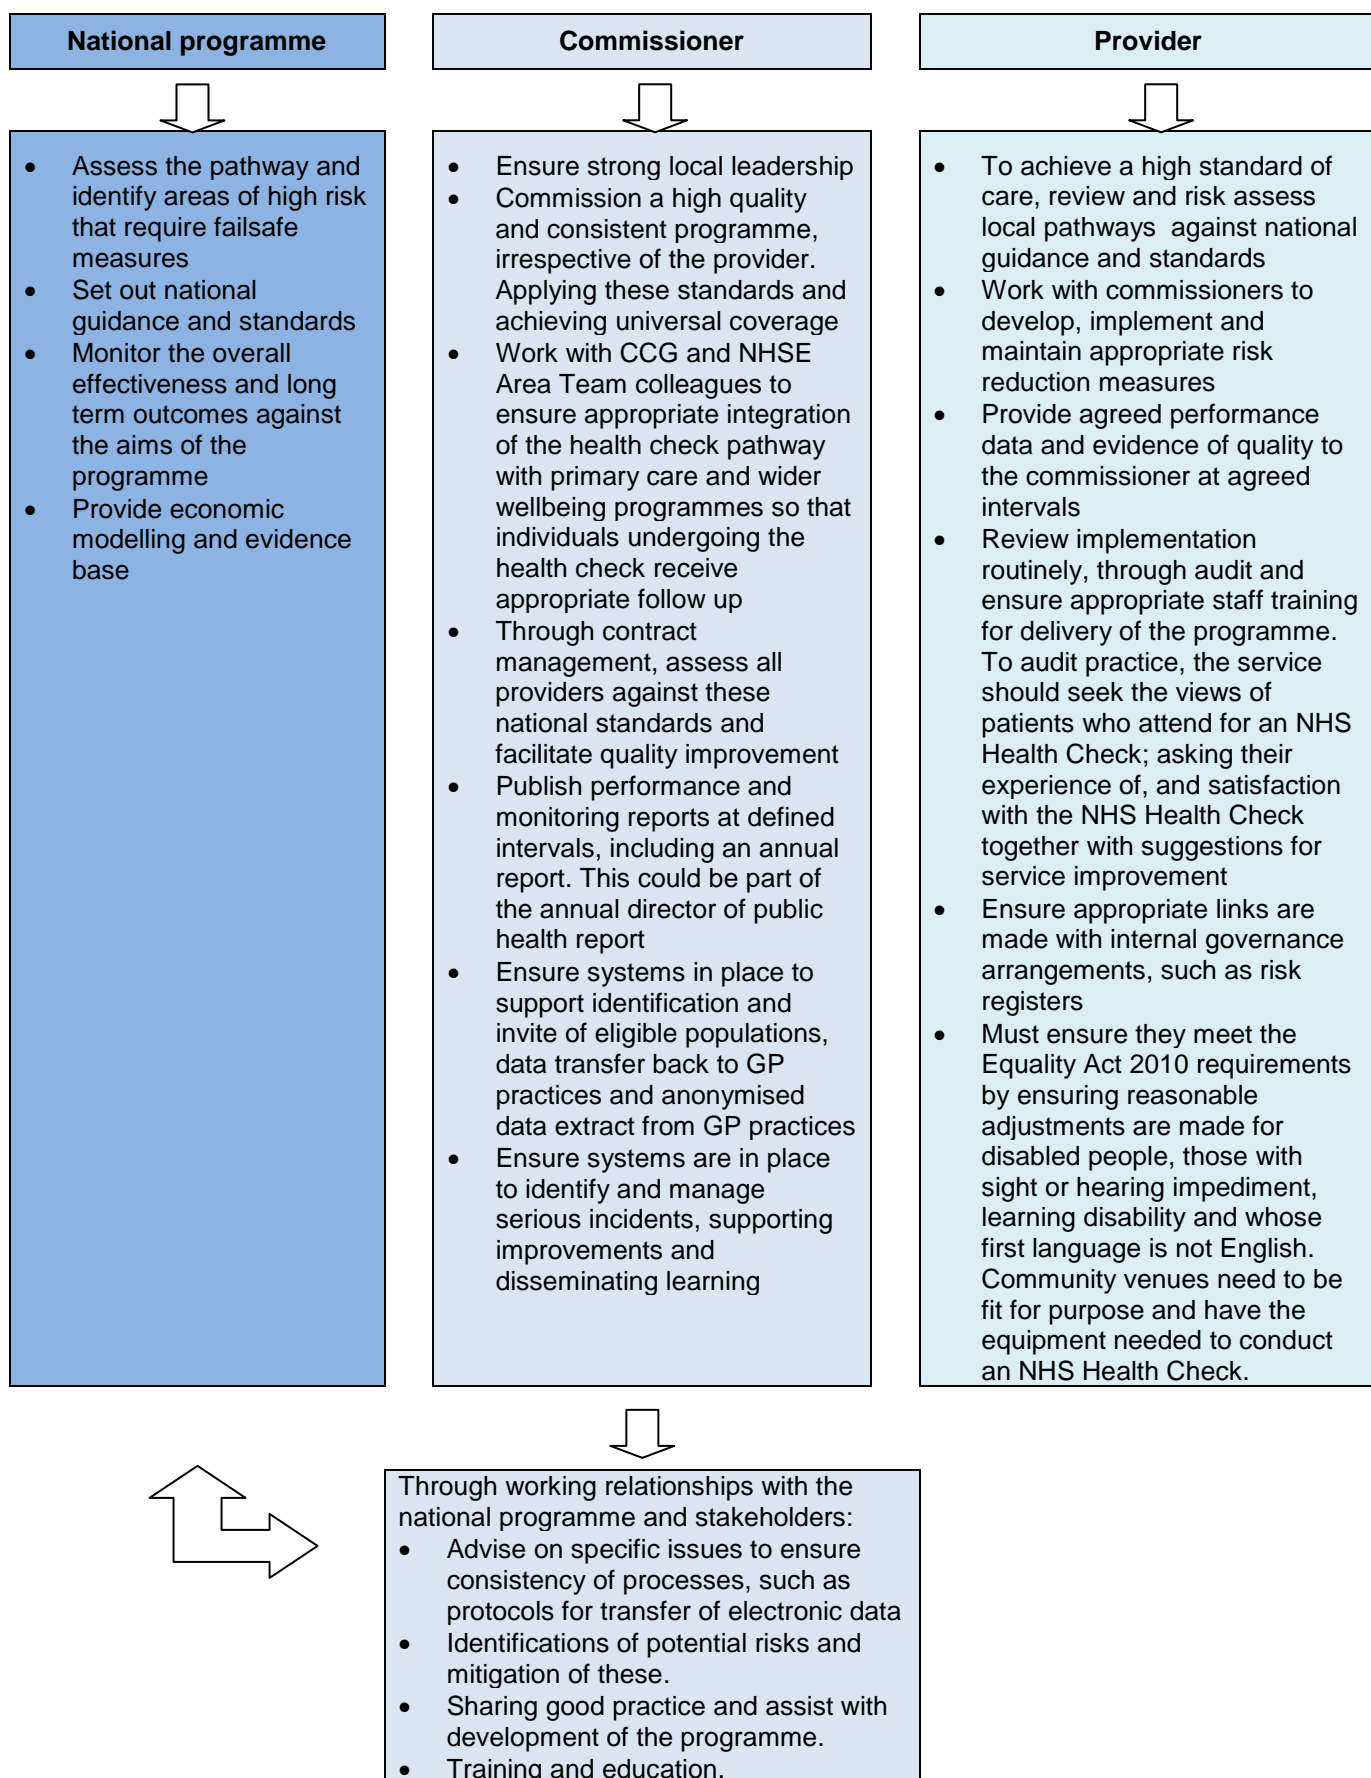 National programme
Assess the pathway and
identify areas of high risk
that require failsafe
measures
Set out national
guidance and standards
Monitor the overall
effectiveness and long
term outcomes against
the aims of the
programme
Provide economic
modelling and evidence
base
Commissioner
Ensure strong local leadership
Commission a high quality
and consistent programme,
irrespective of the provider.
Applying these standards and
achieving universal coverage
Work with CCG and NHSE
Area Team colleagues to
ensure appropriate integration
of the health check pathway
with primary care and wider
wellbeing programmes so that
individuals undergoing the
health check receive
appropriate follow up
Through contract
management, assess all
providers against these
national standards and
facilitate quality improvement
Publish performance and
monitoring reports at defined
intervals, including an annual
report. This could be part of
the annual director of public
health report
Ensure systems in place to
support identification and
invite of eligible populations,
data transfer back to GP
practices and anonymised
data extract from GP practices
Ensure systems are in place
to identify and manage
serious incidents, supporting
improvements and
disseminating learning
Provider
To achieve a high standard of
care, review and risk assess
local pathways against national
guidance and standards
Work with commissioners to
develop, implement and
maintain appropriate risk
reduction measures
Provide agreed performance
data and evidence of quality to
the commissioner at agreed
intervals
Review implementation
routinely, through audit and
ensure appropriate staff training
for delivery of the programme.
To audit practice, the service
should seek the views of
patients who attend for an NHS
Health Check; asking their
experience of, and satisfaction
with the NHS Health Check
together with suggestions for
service improvement
Ensure appropriate links are
made with internal governance
arrangements, such as risk
registers
Must ensure they meet the
Equality Act 2010 requirements
by ensuring reasonable
adjustments are made for
disabled people, those with
sight or hearing impediment,
learning disability and whose
first language is not English.
Community venues need to be
fit for purpose and have the
equipment needed to conduct
an NHS Health Check.
Through working relationships with the
national programme and stakeholders:
Advise on specific issues to ensure
consistency of processes, such as
protocols for transfer of electronic data
Identifications of potential risks and
mitigation of these.
Sharing good practice and assist with
development of the programme.
Training and education.